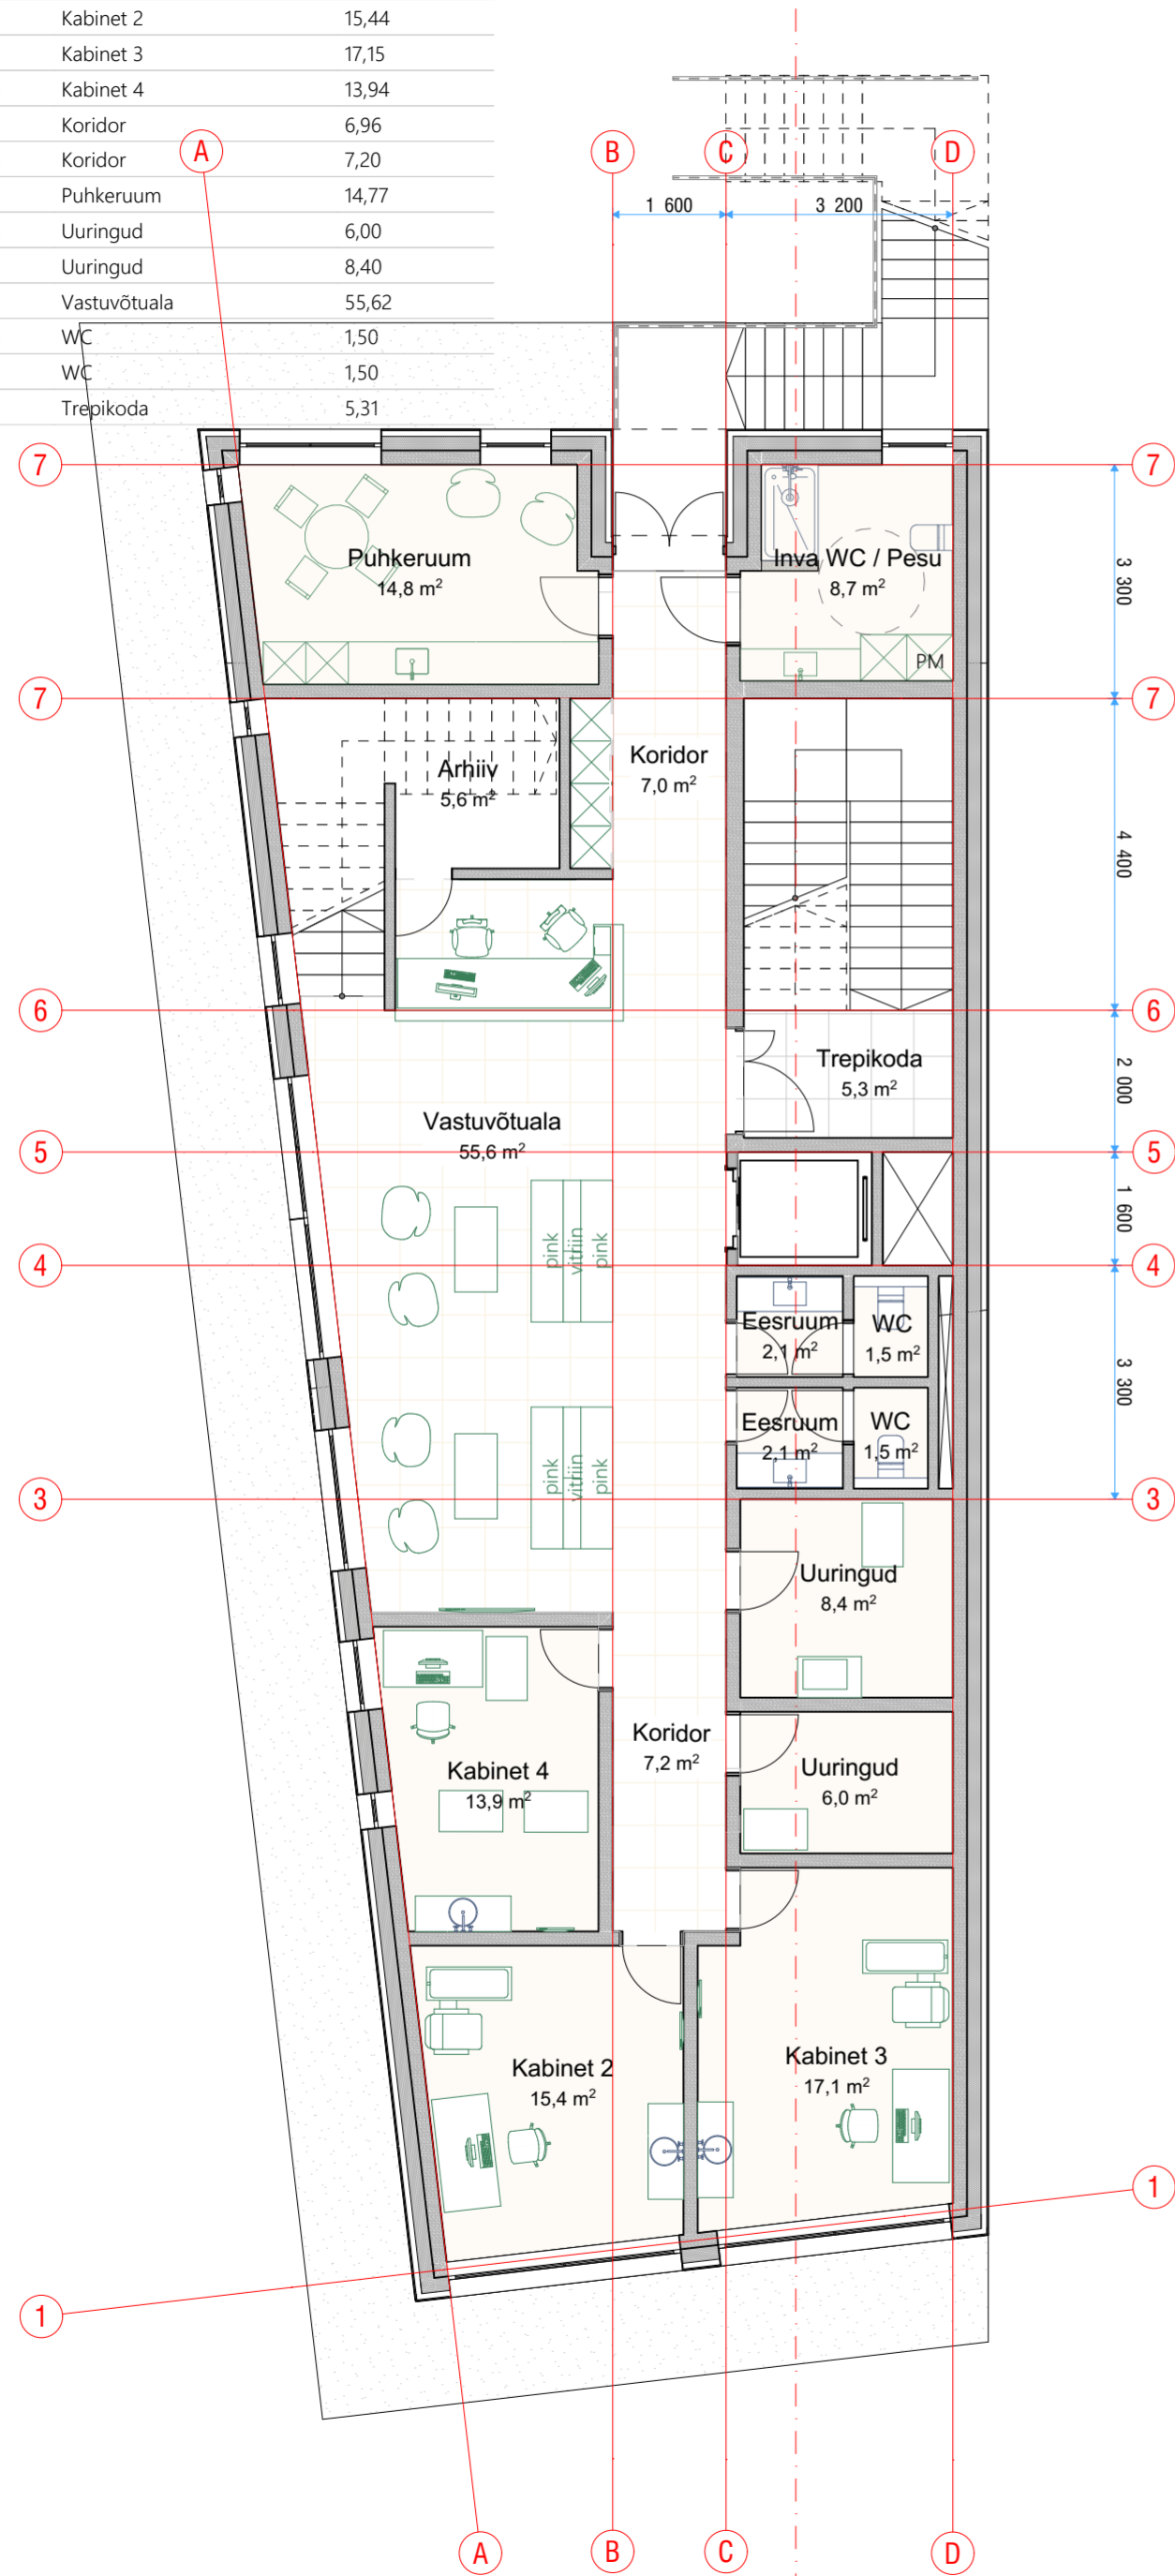 Kabinet 2 15,44
Kabinet 3 17,15
Kabinet 4 13,94
Koridor 6,96
Koridor 7,20
Puhkeruum 14,77
Uuringud 6,00
Uuringud 8,40
Vastuvõtuala 55,62
WC 1,50
WC 1,50
Trepikoda 5,31
A B C D
1 600 3 200
7 7
Puhkeruum
14,8 m²
Inva WC / Pesu
8,7 m²
3 300
PM
7 7
Arhiiv
5,6 m²
Koridor
7,0 m²
4 400
6 6
Trepikoda
5,3 m²
2 000
Vastuvõtuala
55,6 m²
5 5
1 600
pink
vitriin
pink
4 4
Eesruum
2,1 m²
WC
1,5 m²
3 300
Eesruum
2,1 m²
WC
1,5 m²
pink
vitriin
pink
3 3
Uuringud
8,4 m²
Koridor
7,2 m²
Kabinet 4
13,9 m²
Uuringud
6,0 m²
Kabinet 2
15,4 m²
Kabinet 3
17,1 m²
1
1
A B C D